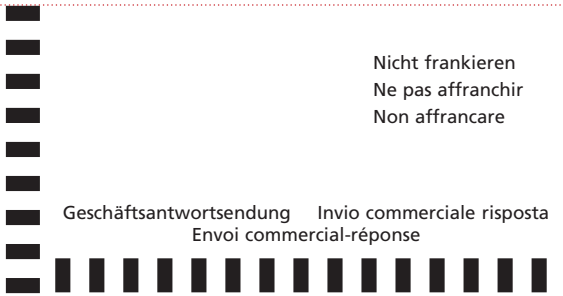 Nicht frankieren
Ne pas affranchir
Non affrancare
Geschäftsantwortsendung Invio commerciale risposta
Envoi commercial-réponse